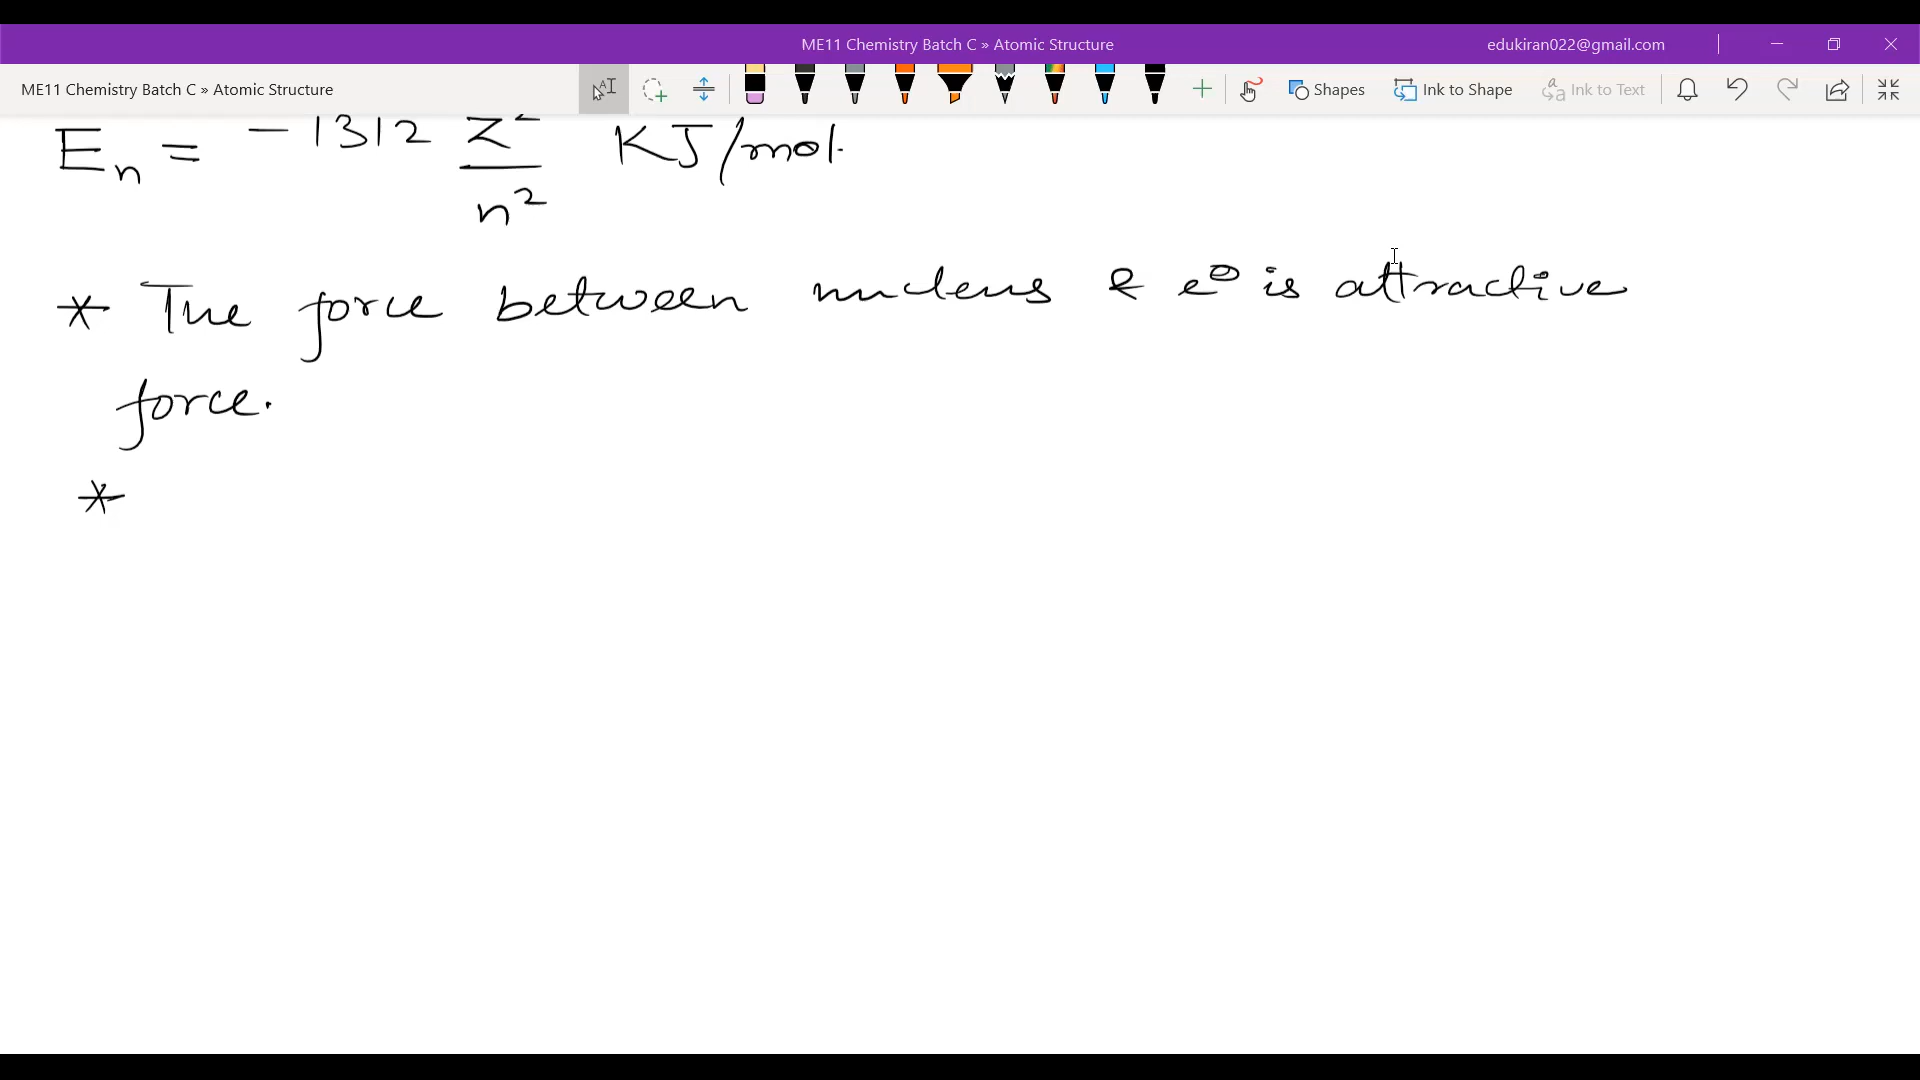 ME11 Chemistry Batch C » Atomic Structure
edukiran022@gmail.com
ME11 Chemistry Batch C » Atomic Structure
Shapes
Ink to Shape
Ink to Text
Eₙ = -1312 Z² KJ/mol.
n²
* The force between nucleus & e⊖ is attractive
force.
*